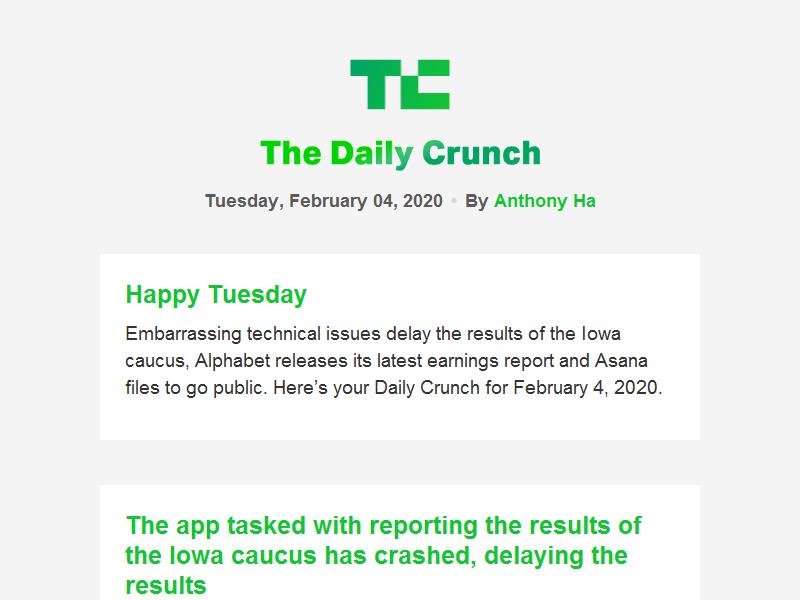 TC
The Daily Crunch
Tuesday, February 04, 2020 • By Anthony Ha
Happy Tuesday
Embarrassing technical issues delay the results of the Iowa
caucus, Alphabet releases its latest earnings report and Asana
files to go public. Here’s your Daily Crunch for February 4, 2020.
The app tasked with reporting the results of
the Iowa caucus has crashed, delaying the
results